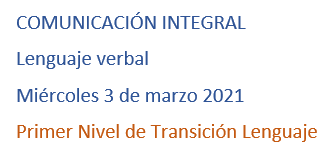 COMUNICACIÓN INTEGRAL
Lenguaje verbal
Miércoles 3 de marzo 2021
Primer Nivel de Transición Lenguaje